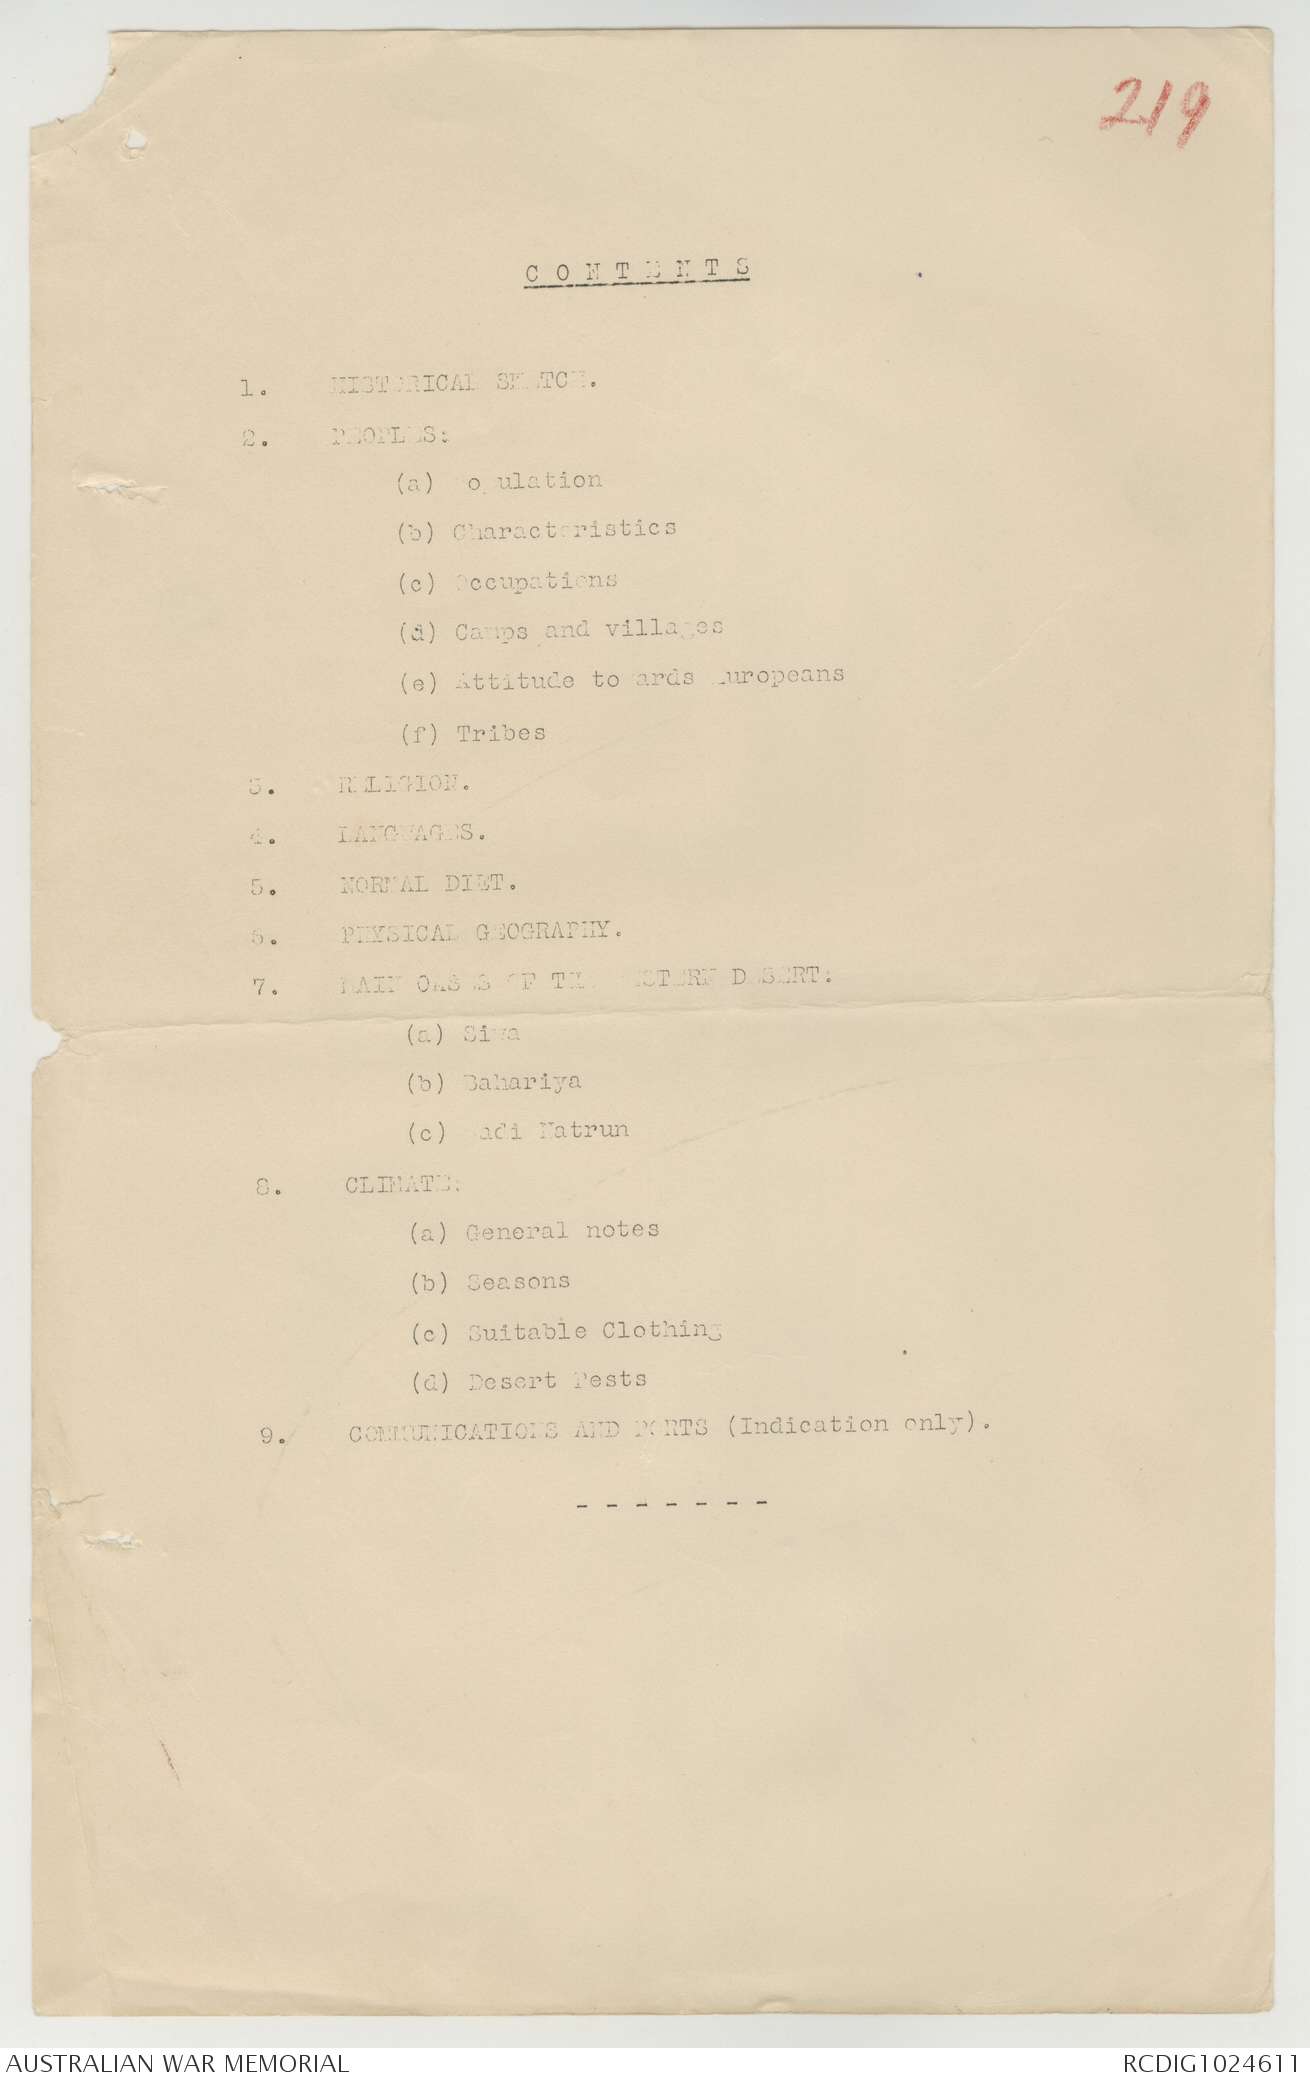 219
C O N T E N T S
1. HISTORICAL SKETCH.
2. PEOPLES:
(a) Population
(b) Characteristics
(c) Occupations
(d) Camps and villages
(e) Attitude towards Europeans
(f) Tribes
3. RELIGION.
4. LANGUAGES.
5. NORMAL DIET.
6. PHYSICAL GEOGRAPHY.
7. MAIN OASES OF THE WESTERN DESERT:
(a) Siwa
(b) Bahariya
(c) Wadi Natrun
8. CLIMATE:
(a) General notes
(b) Seasons
(c) Suitable Clothing
(d) Desert Pests
9. COMMUNICATIONS AND PORTS (Indication only).
- - - - - - -
AUSTRALIAN WAR MEMORIAL
RCDIG1024611